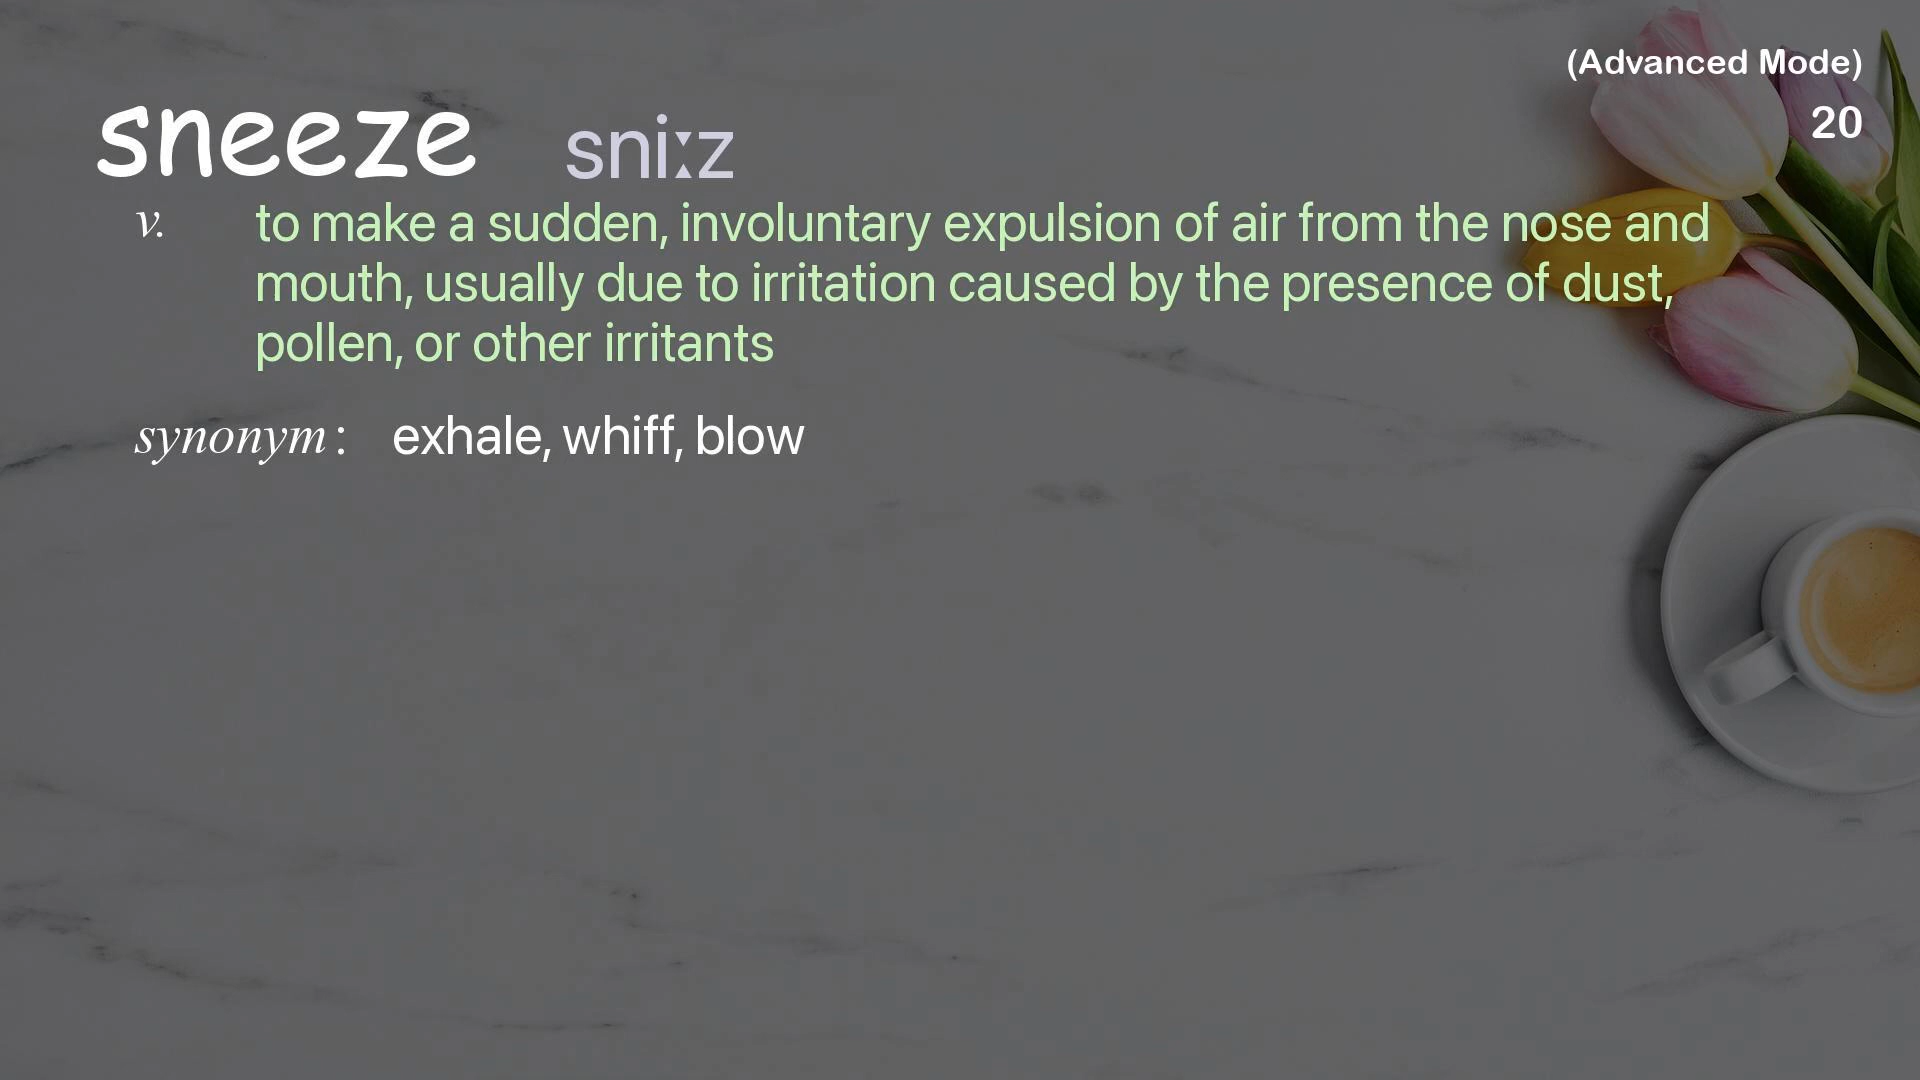 (Advanced Mode)
20
sneeze sniːz
v. to make a sudden, involuntary expulsion of air from the nose and
mouth, usually due to irritation caused by the presence of dust,
pollen, or other irritants
synonym : exhale, whiff, blow